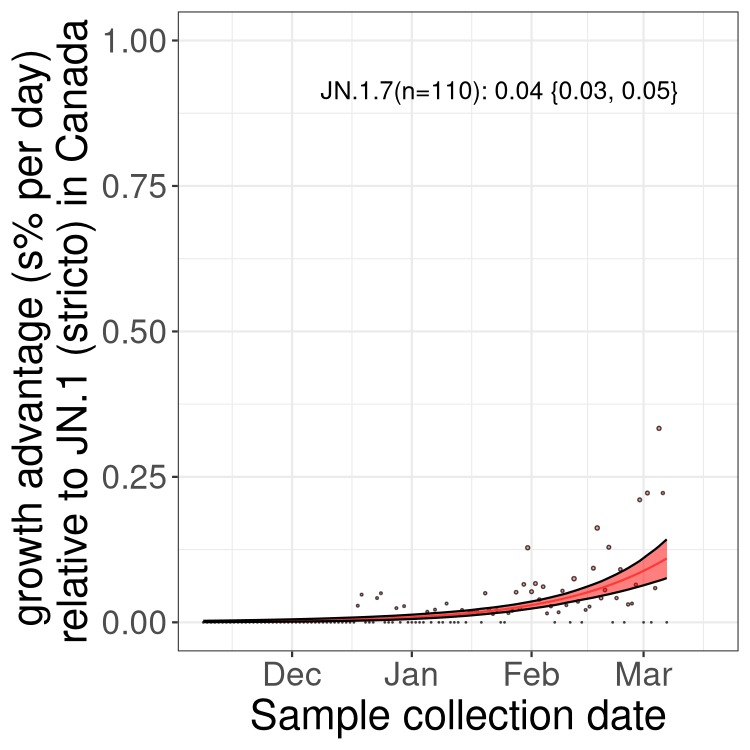 growth advantage (s% per day)
relative to JN.1 (stricto) in Canada
1.00
0.75
0.50
0.25
0.00
JN.1.7(n=110): 0.04 {0.03, 0.05}
Dec Jan Feb Mar
Sample collection date